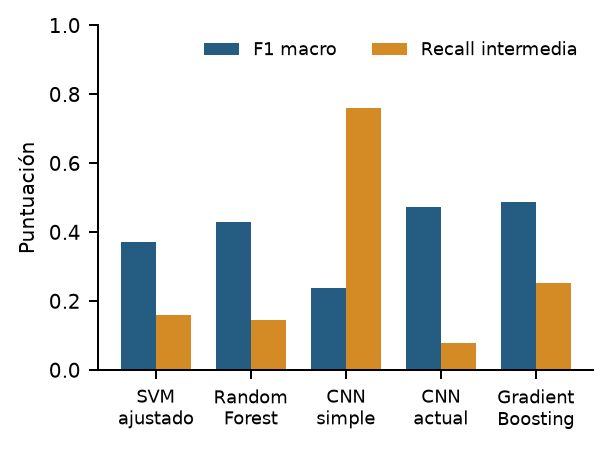 1.0
0.8
0.6
0.4
0.2
0.0
Puntuación
F1 macro
Recall intermedia
SVM
ajustado
Random
Forest
CNN
simple
CNN
actual
Gradient
Boosting